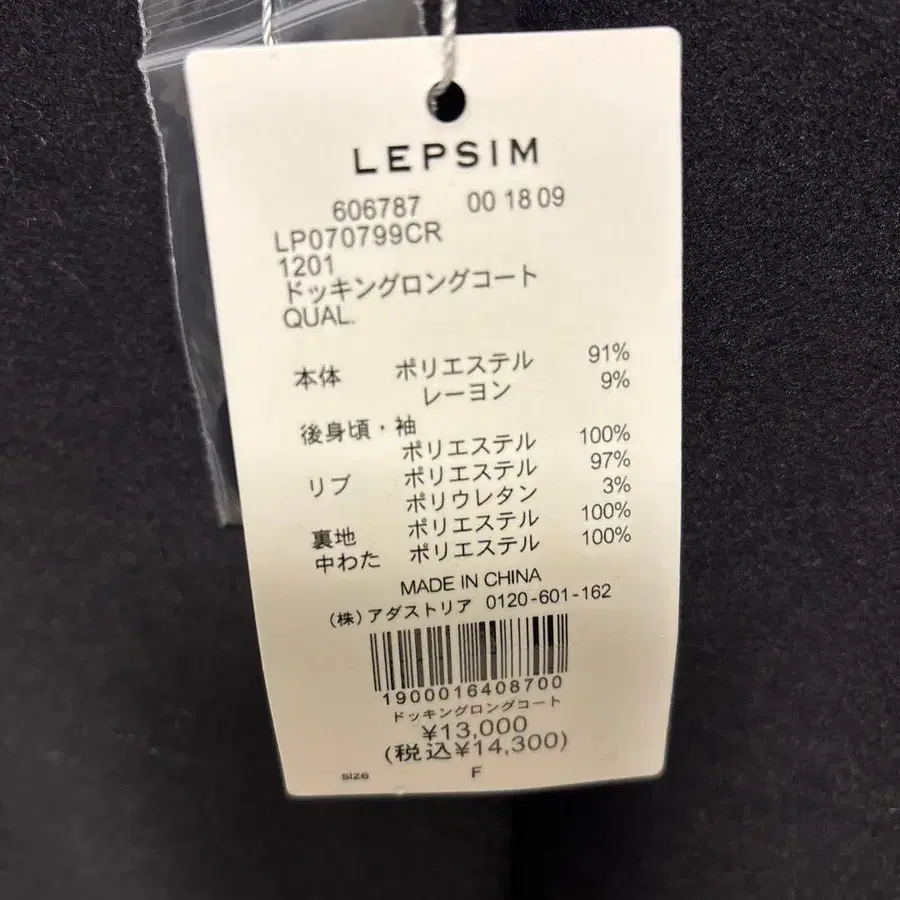 LEPSIM
606787 00 18 09
LP070799CR
1201
ドッキングロングコート
QUAL.
本体 ポリエステル 91%
レーヨン 9%
後身頃・袖
ポリエステル 100%
リブ ポリエステル 97%
ポリウレタン 3%
裏地 ポリエステル 100%
中わた ポリエステル 100%
MADE IN CHINA
(株)アダストリア 0120-601-162
1900016408700
ドッキングロングコート
¥13,000
(税込¥14,300)
size F